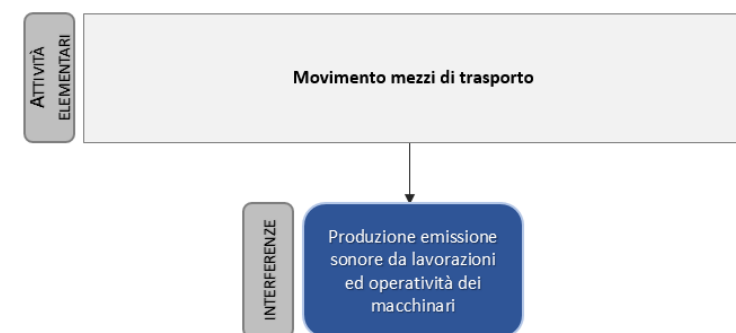 ATTIVITÀ
ELEMENTARI
Movimento mezzi di trasporto
INTERFERENZE
Produzione emissione
sonore da lavorazioni
ed operatività dei
macchinari